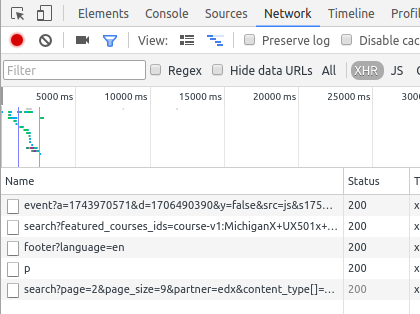 Elements Console Sources Network Timeline Profil
View: Preserve log Disable cac
Filter Regex Hide data URLs All XHR JS C
5000 ms 10000 ms 15000 ms 20000 ms 25000 ms 3000
Name Status T
event?a=1743970571&d=1706490390&y=false&src=js&s175... 200 x
search?featured_courses_ids=course-v1:MichiganX+UX501x+... 200 x
footer?language=en 200 x
p 200 x
search?page=2&page_size=9&partner=edx&content_type[]=... 200 x